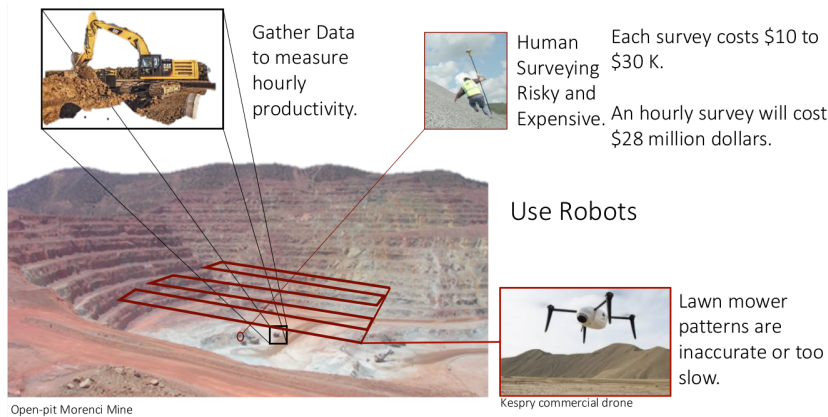 Gather Data
to measure
hourly
productivity.
Human
Surveying
Risky and
Expensive.
Each survey costs $10 to
$30 K.
An hourly survey will cost
$28 million dollars.
Use Robots
Lawn mower
patterns are
inaccurate or too
slow.
Kespry commercial drone
Open-pit Morenci Mine